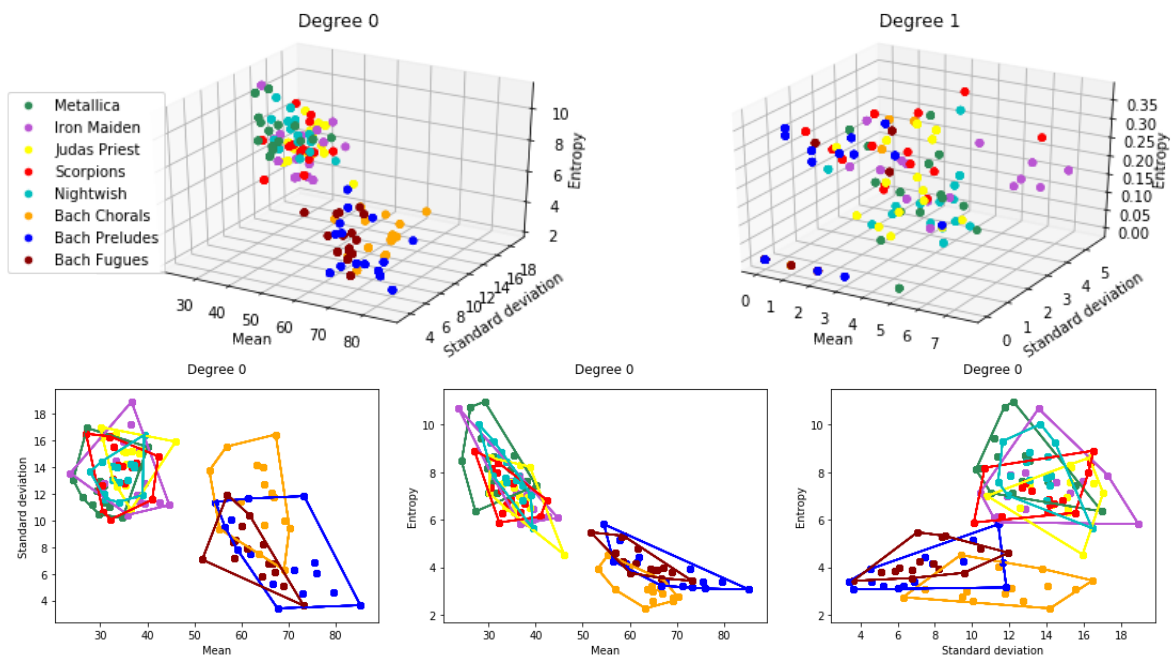 Degree 0
10
8
6
4
2
Entropy
30
40
50
60
70
80
Mean
4
6
8
10
12
14
16
18
Standard deviation
Metallica
Iron Maiden
Judas Priest
Scorpions
Nightwish
Bach Chorals
Bach Preludes
Bach Fugues
Degree 1
0.35
0.30
0.25
0.20
0.15
0.10
0.05
0.00
Entropy
0
1
2
3
4
5
6
7
Mean
0
1
2
3
4
5
Standard deviation
Degree 0
18
16
14
12
10
8
6
4
Standard deviation
30 40 50 60 70 80
Mean
Degree 0
10
8
6
4
2
Entropy
30 40 50 60 70 80
Mean
Degree 0
10
8
6
4
2
Entropy
4 6 8 10 12 14 16 18
Standard deviation